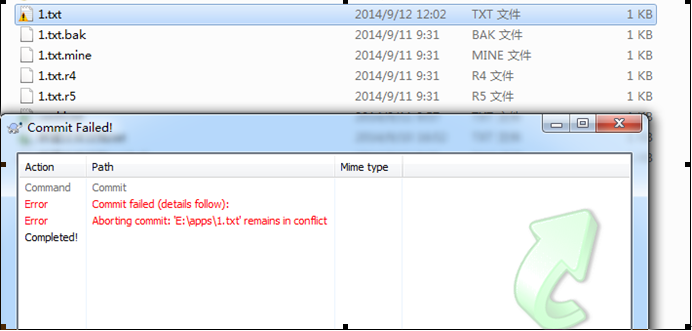 1.txt 2014/9/12 12:02 TXT 文件 1 KB
1.txt.bak 2014/9/11 9:31 BAK 文件 1 KB
1.txt.mine 2014/9/11 9:31 MINE 文件 1 KB
1.txt.r4 2014/9/11 9:31 R4 文件 1 KB
1.txt.r5 2014/9/11 9:31 R5 文件 1 KB
1 KB
Commit Failed!
1 KB
Action Path Mime type
Command Commit
Error Commit failed (details follow):
Error Aborting commit: 'E:\apps\1.txt' remains in conflict
Completed!